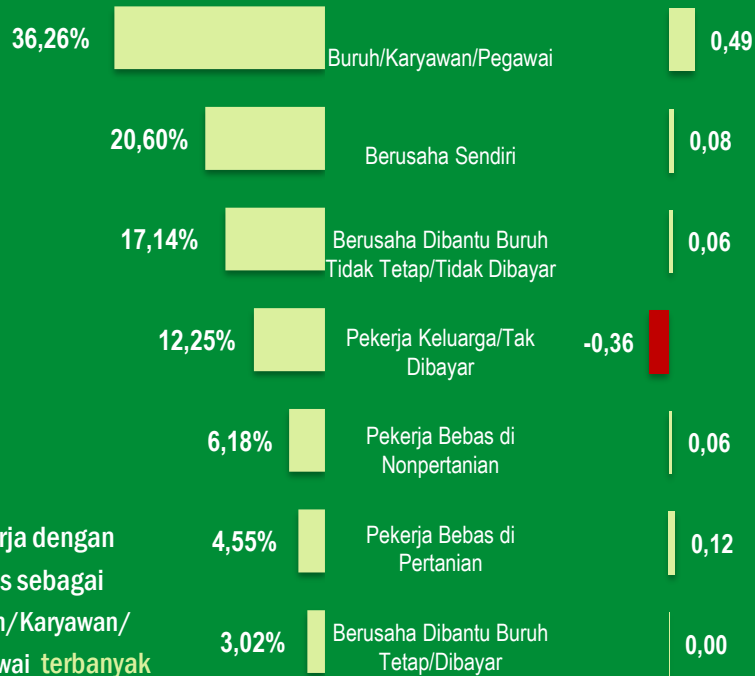 36,26%
Buruh/Karyawan/Pegawai
0,49
20,60%
Berusaha Sendiri
0,08
17,14%
Berusaha Dibantu Buruh
Tidak Tetap/Tidak Dibayar
0,06
12,25%
Pekerja Keluarga/Tak
Dibayar
-0,36
6,18%
Pekerja Bebas di
Nonpertanian
0,06
4,55%
Pekerja Bebas di
Pertanian
0,12
3,02%
Berusaha Dibantu Buruh
Tetap/Dibayar
0,00
dengan
sebagai
/Karyawan/
terbanyak